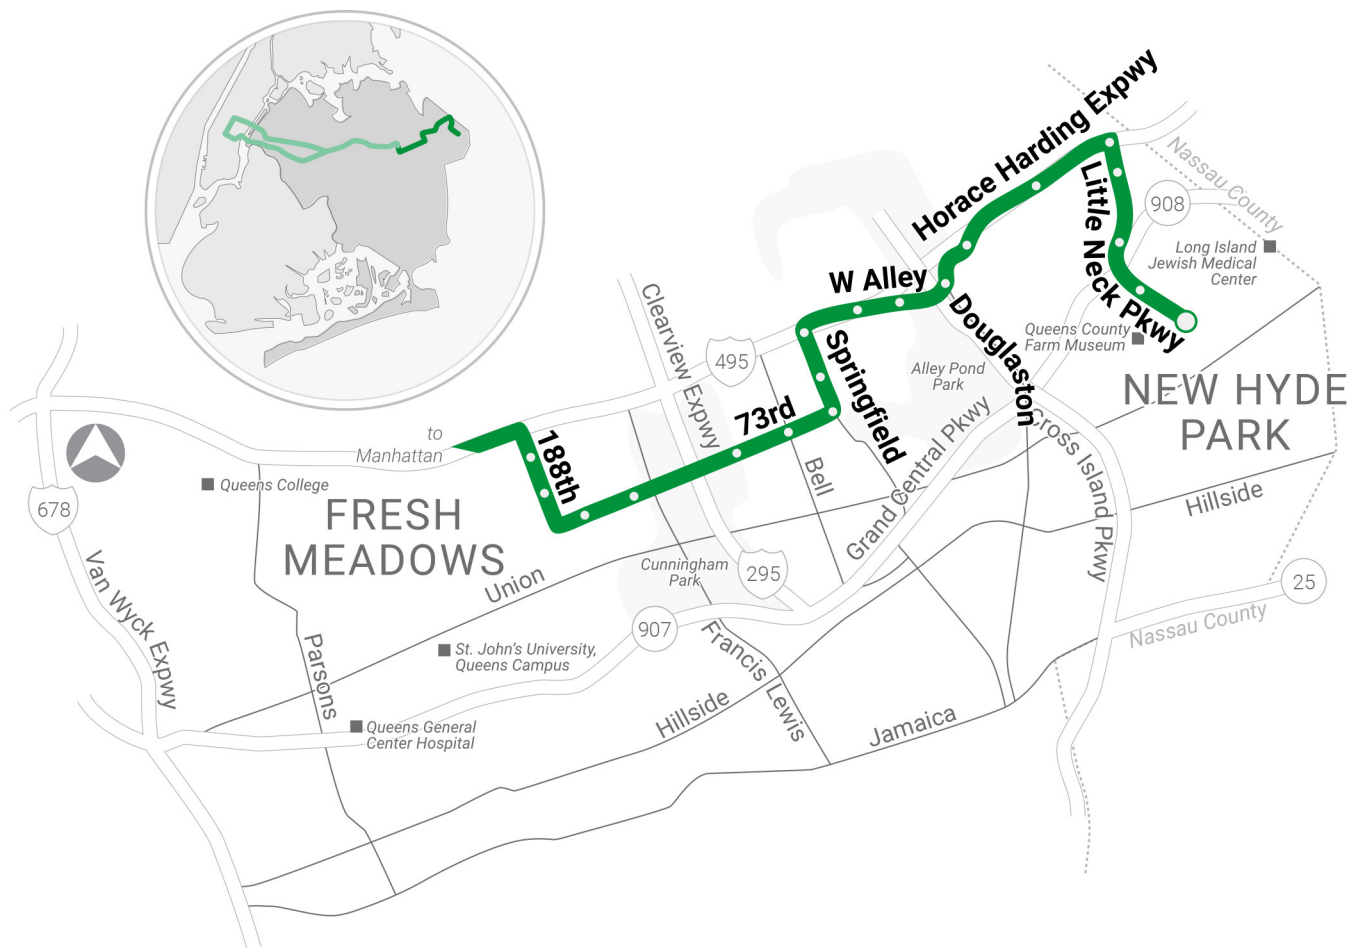 Horace Harding Expwy
Nassau County
Little Neck Pkwy
908
Long Island
Jewish Medical
Center
W Alley
Douglaston
Clearview Expwy
Springfield
Queens County
Farm Museum
495
Alley Pond
Park
NEW HYDE
PARK
73rd
to
Manhattan
188th
Queens College
Bell
Grand Central Pkwy
Cross Island Pkwy
Hillside
678
FRESH
MEADOWS
Union
Cunningham
Park
295
25
Van Wyck Expwy
907
Nassau County
St. John's University,
Queens Campus
Parsons
Francis Lewis
Hillside
Jamaica
Queens General
Center Hospital